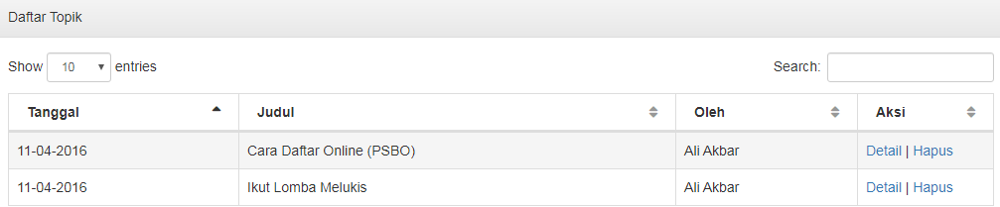 Daftar Topik
Show 10 entries Search:
Tanggal Judul Oleh Aksi
11-04-2016 Cara Daftar Online (PSBO) Ali Akbar Detail | Hapus
11-04-2016 Ikut Lomba Melukis Ali Akbar Detail | Hapus